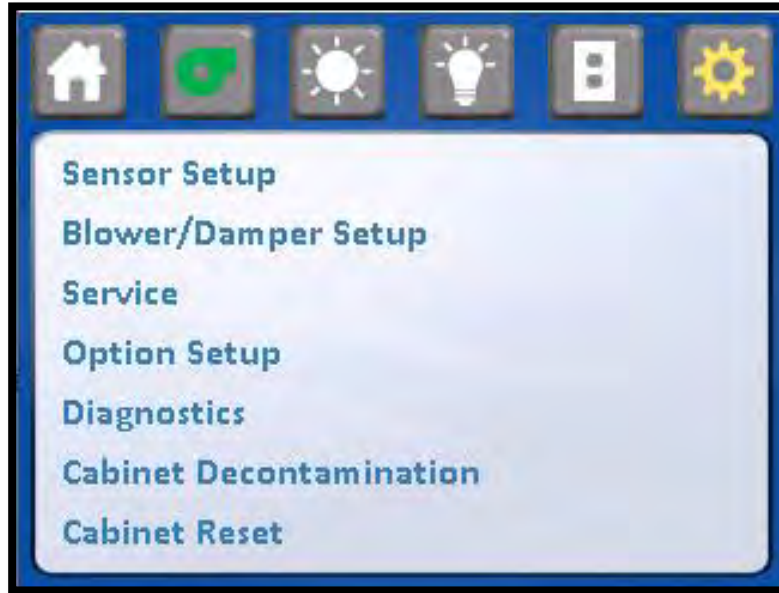 Sensor Setup
Blower/Damper Setup
Service
Option Setup
Diagnostics
Cabinet Decontamination
Cabinet Reset